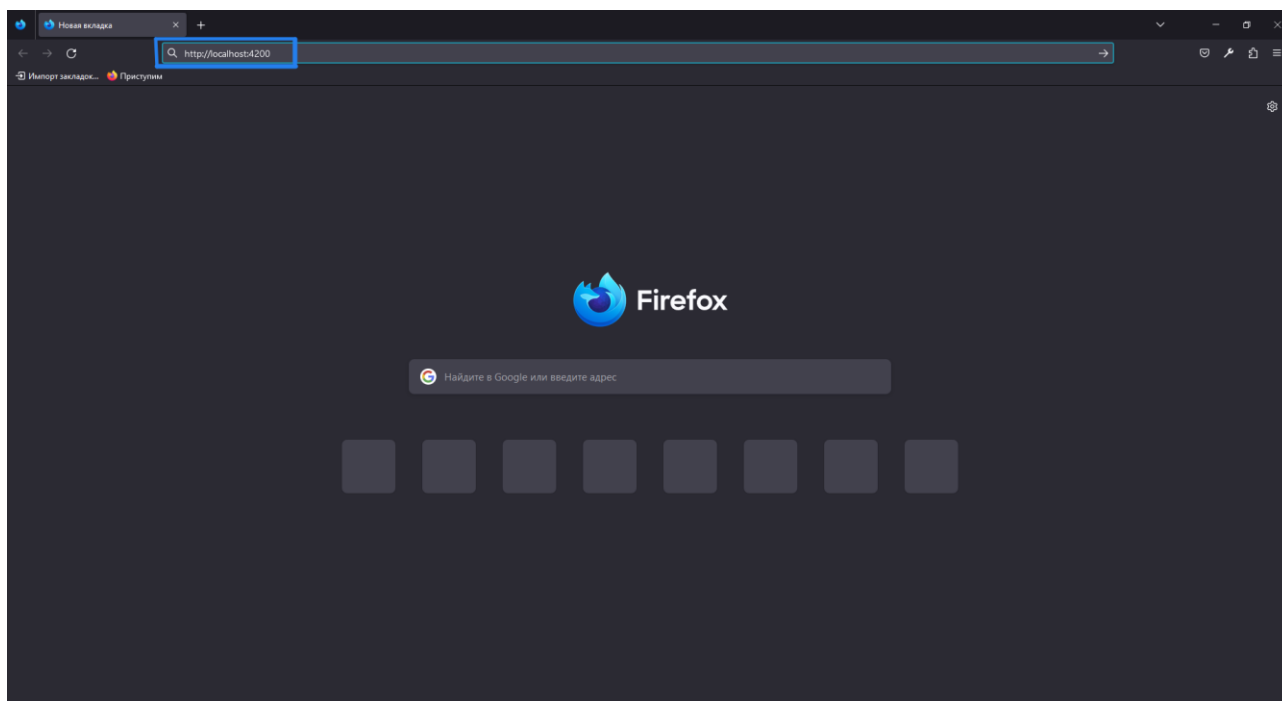 Новая вкладка
http://localhost:4200
Импорт закладок... Приступим
Firefox
Найдите в Google или введите адрес